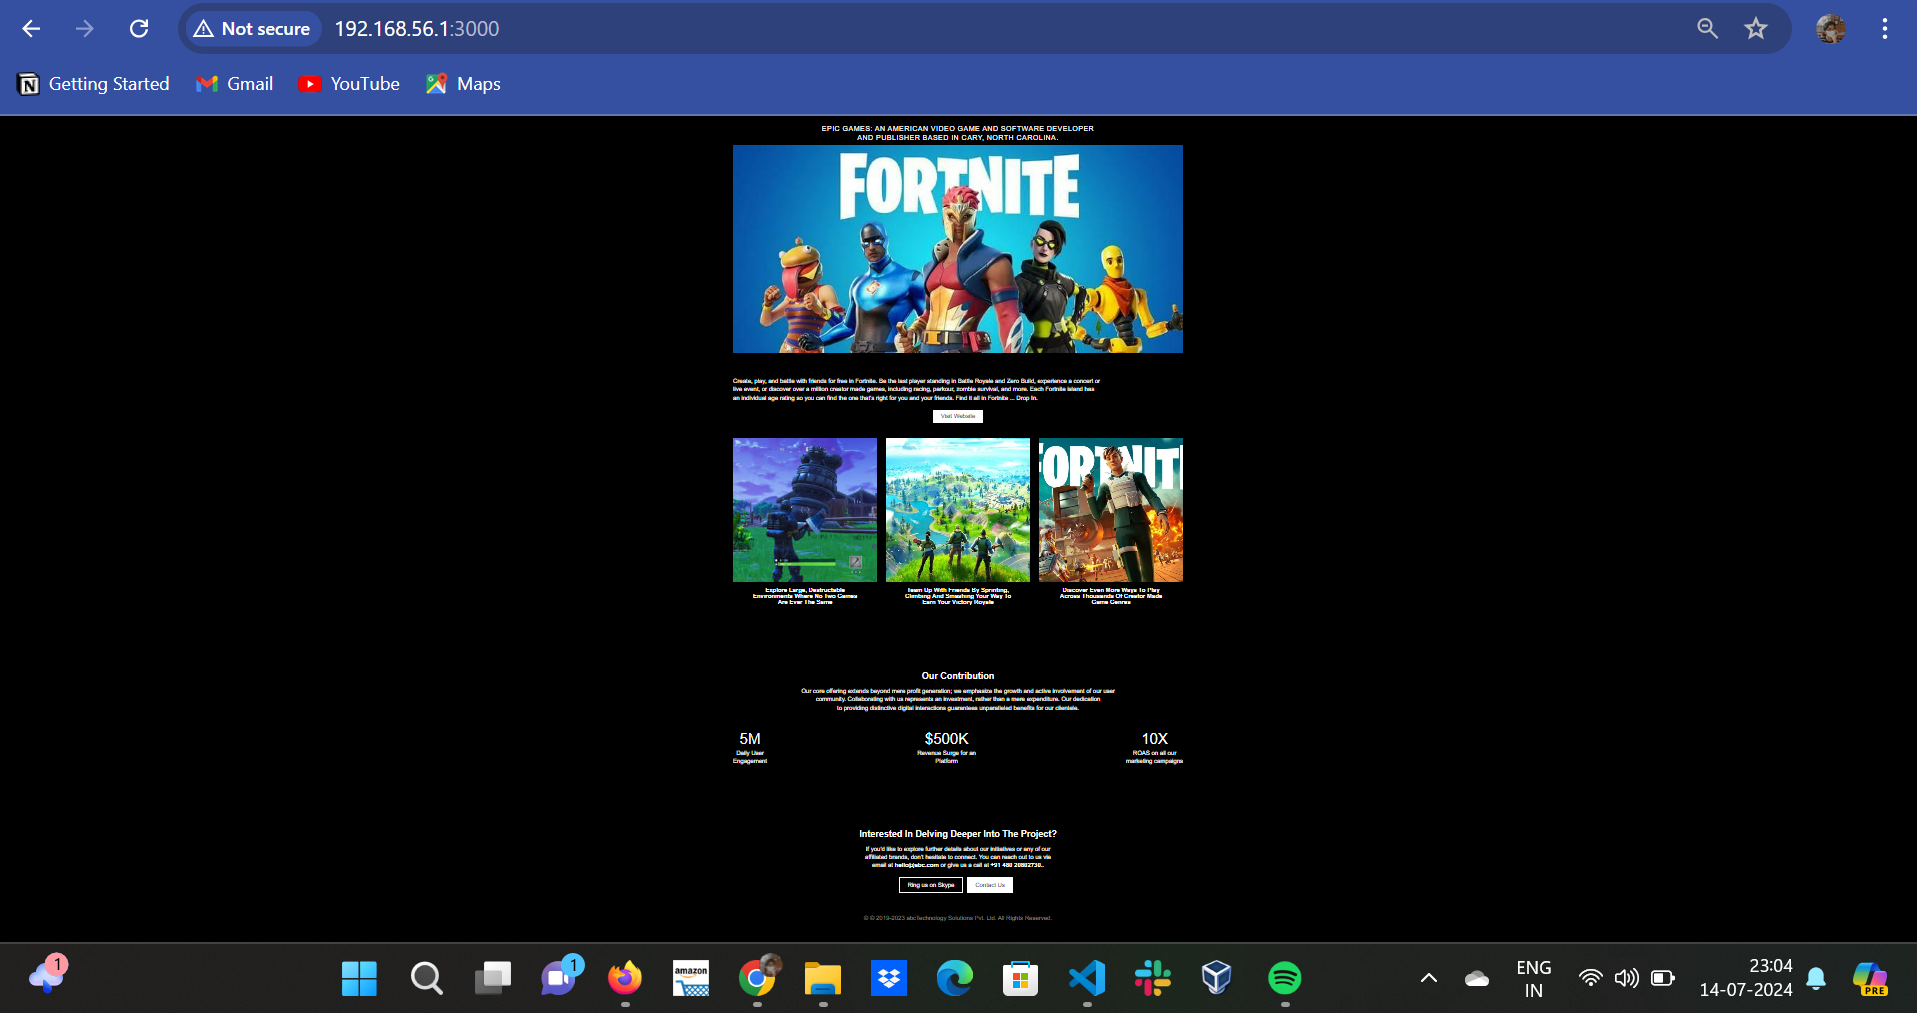 Not secure
192.168.56.1:3000
Getting Started
Gmail
YouTube
Maps
EPIC GAMES: AN AMERICAN VIDEO GAME AND SOFTWARE DEVELOPER
AND PUBLISHER BASED IN CARY, NORTH CAROLINA.
FORTNITE
Create, play, and battle with friends for free in Fortnite. Be the last player standing in Battle Royale and Zero Build, experience a concert or
live event, or discover over a million creator made games, including racing, parkour, zombie survival, and more. Each Fortnite island has
an individual age rating so you can find the one that's right for you and your friends. Find it all in Fortnite ... Drop In.
Visit Website
ORTNIT
Explore Large, Destructable
Environments Where No Two Games
Are Ever The Same
Team Up With Friends By Sprinting,
Climbing And Smashing Your Way To
Earn Your Victory Royale
Discover Even More Ways To Play
Across Thousands Of Creator Made
Game Genres
Our Contribution
Our core offering extends beyond mere profit generation; we emphasize the growth and active involvement of our user
community. Collaborating with us represents an investment, rather than a mere expenditure. Our dedication
to providing distinctive digital interactions guarantees unparalleled benefits for our clientele.
5M
Daily User
Engagement
$500K
Revenue Surge for an
Platform
10X
ROAS on all our
marketing campaigns
Interested In Delving Deeper Into The Project?
If you'd like to explore further details about our initiatives or any of our
affiliated brands, don't hesitate to connect. You can reach out to us via
email at hello@abc.com or give us a call at +91 480 20802730..
Ring us on Skype
Contact Us
© © 2019-2023 abcTechnology Solutions Pvt. Ltd. All Rights Reserved.
1
1
amazon
ENG
IN
23:04
14-07-2024
PRE